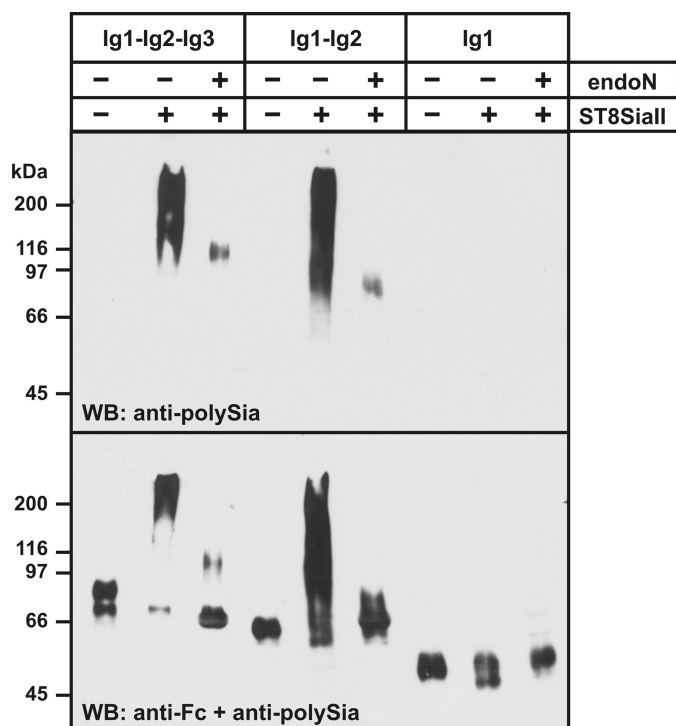 Ig1-Ig2-Ig3 Ig1-Ig2 Ig1
− − + − − + − − + endoN
− + + − + + − + + ST8SiaII
kDa
200
116
97
66
45
WB: anti-polySia
200
116
97
66
45
WB: anti-Fc + anti-polySia